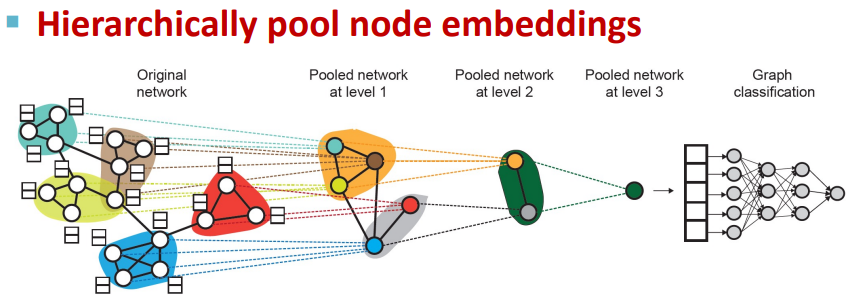 Hierarchically pool node embeddings
Original
network
Pooled network
at level 1
Pooled network
at level 2
Pooled network
at level 3
Graph
classification